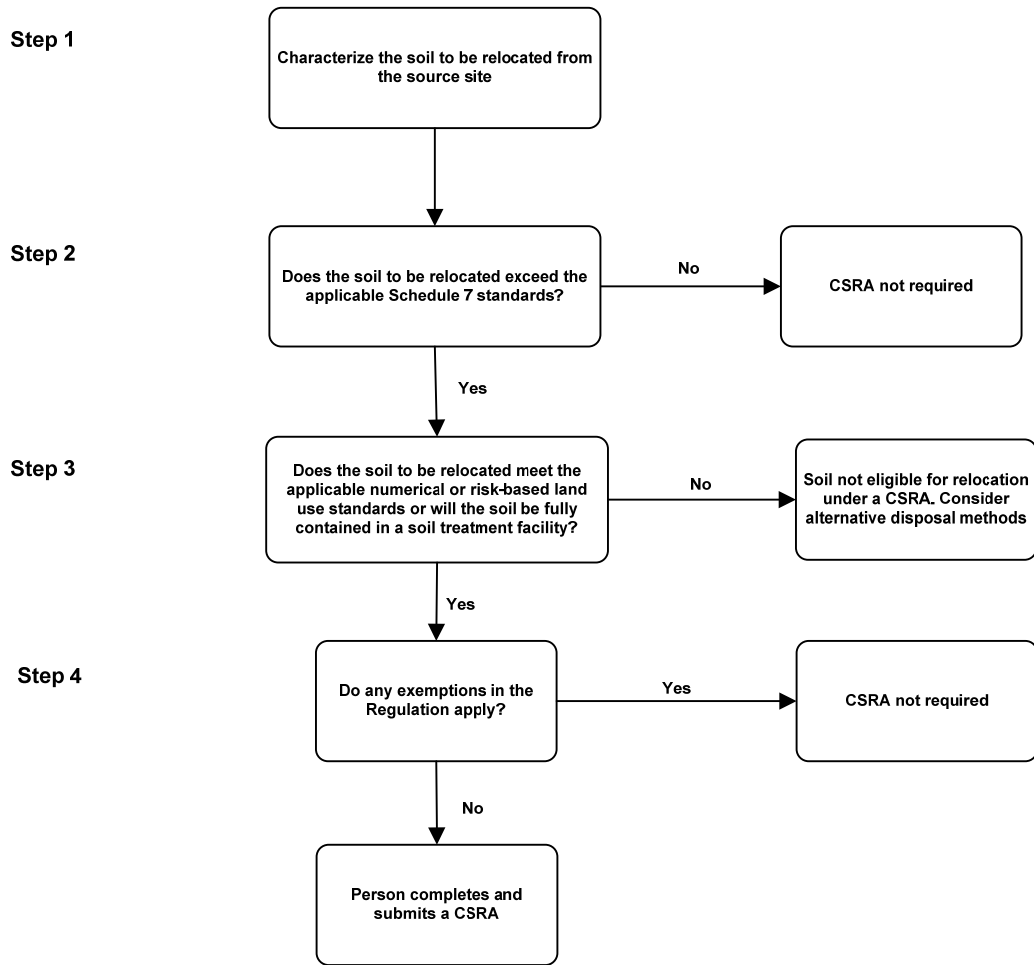 Step 1
Characterize the soil to be relocated from
the source site
Step 2
Does the soil to be relocated exceed the
applicable Schedule 7 standards?
No
CSRA not required
Yes
Step 3
Does the soil to be relocated meet the
applicable numerical or risk-based land
use standards or will the soil be fully
contained in a soil treatment facility?
No
Soil not eligible for relocation
under a CSRA. Consider
alternative disposal methods
Yes
Step 4
Do any exemptions in the
Regulation apply?
Yes
CSRA not required
No
Person completes and
submits a CSRA